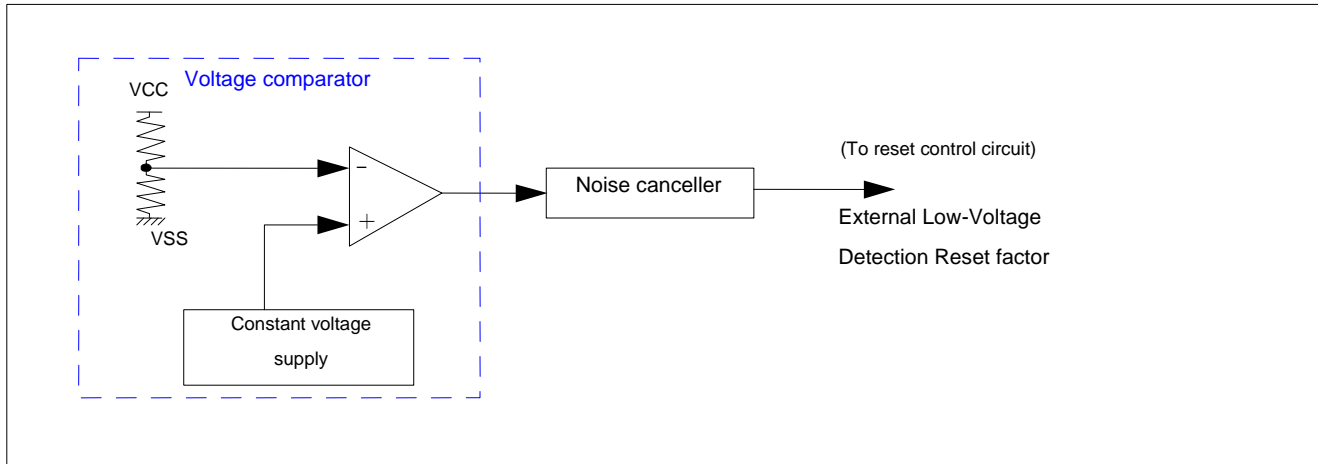 Voltage comparator
VCC
VSS
-
+
Constant voltage
supply
Noise canceller
(To reset control circuit)
External Low-Voltage
Detection Reset factor